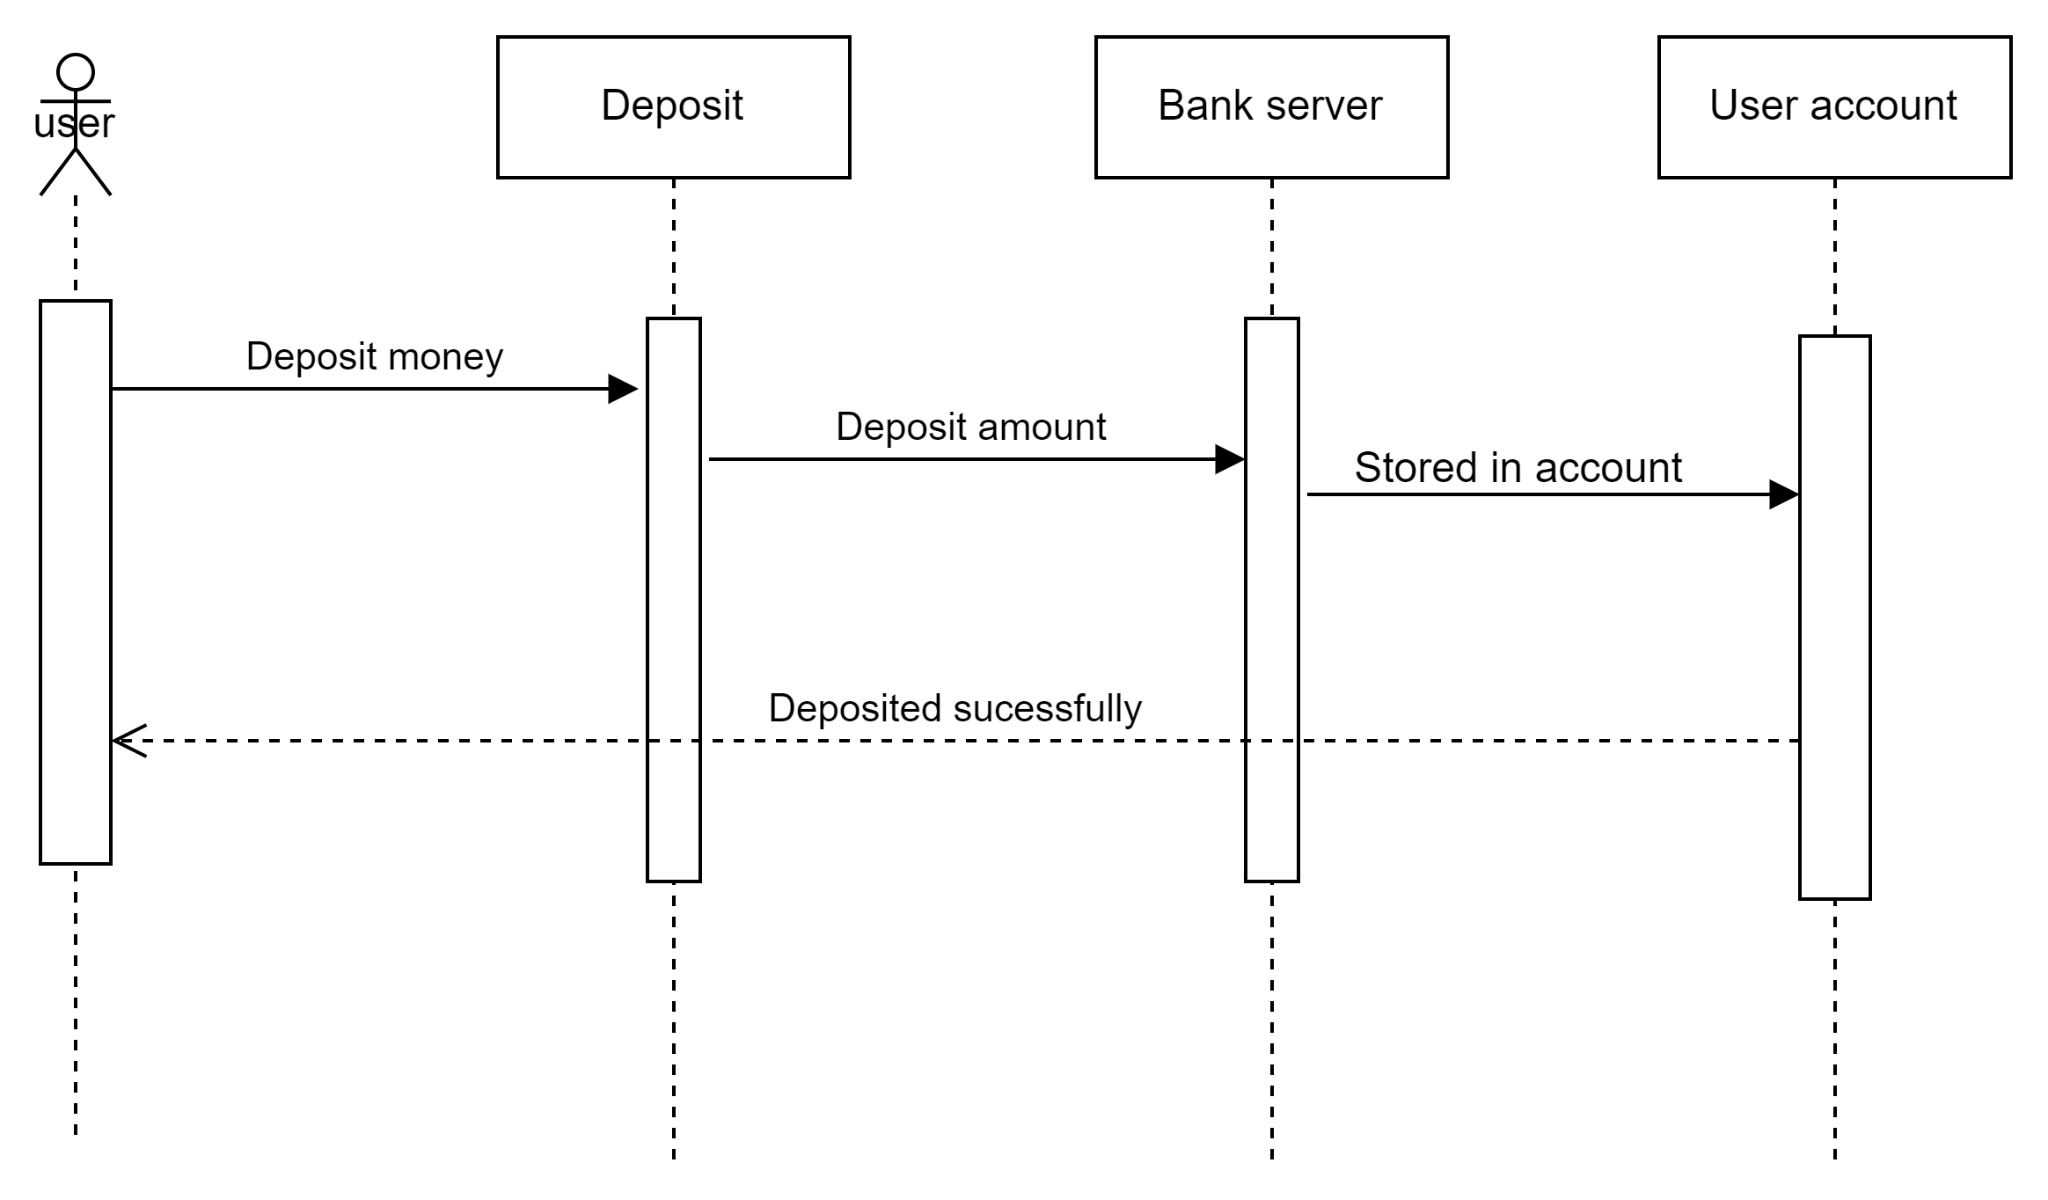 user
Deposit
Bank server
User account
Deposit money
Deposit amount
Stored in account
Deposited sucessfully